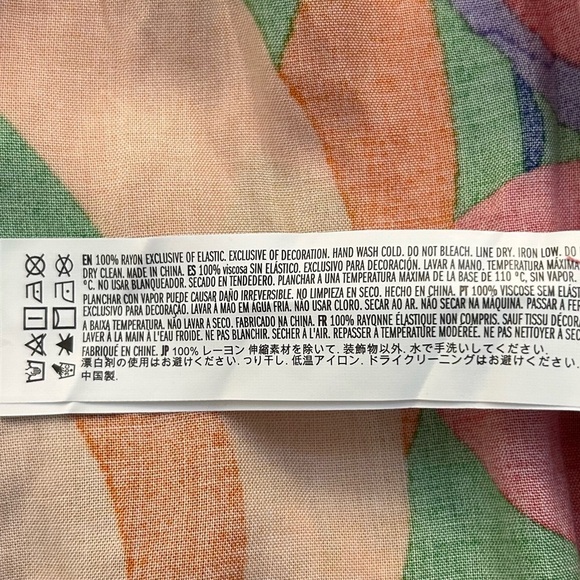 EN 100% RAYON EXCLUSIVE OF ELASTIC. EXCLUSIVE OF DECORATION. HAND WASH COLD. DO NOT BLEACH. LINE DRY. IRON LOW. DO
DRY CLEAN. MADE IN CHINA. ES 100% viscosa SIN ELÁSTICO. EXCLUSIVO PARA DECORAÇÃO. LAVAR A MANO. TEMPERATURA MÁXIMA
°C. NO USAR BLANQUEADOR. SECADO EN TENDEDERO. PLANCHAR A UNA TEMPERATURA MÁXIMA DE LA BASE DE 110 °C, SIN VAPOR.
PLANCHAR CON VAPOR PUEDE CAUSAR DAÑO IRREVERSIBLE. NO LIMPIEZA EN SECO. HECHO EN CHINA. PT 100% VISCOSE SEM
EXCLUSIVO PARA DECORAÇÃO. LAVAR À MÃO EM ÁGUA FRIA. NÃO USAR CLORO. SECAR AO AR. NÃO SECAR NA MÁQUINA. PASSAR A
A BAIXA TEMPERATURA. NÃO LAVAR A SECO. FABRICADO NA CHINA. FR 100% RAYONNE ÉLASTIQUE NON COMPRIS. SAUF TISSU
LAVER À LA MAIN À L'EAU FROIDE. NE PAS BLANCHIR. SÉCHER À L'AIR. REPASSER À TEMPÉRATURE MODÉRÉE. NE PAS NETTOYER À
FABRIQUÉ EN CHINE. JP 100% レーヨン 伸縮素材を除いて. 装飾物以外. 水で手洗いしてください.
漂白剤の使用はお避けください. つり干し. 低温アイロン. ドライクリーニングはお避けください.
中国製.